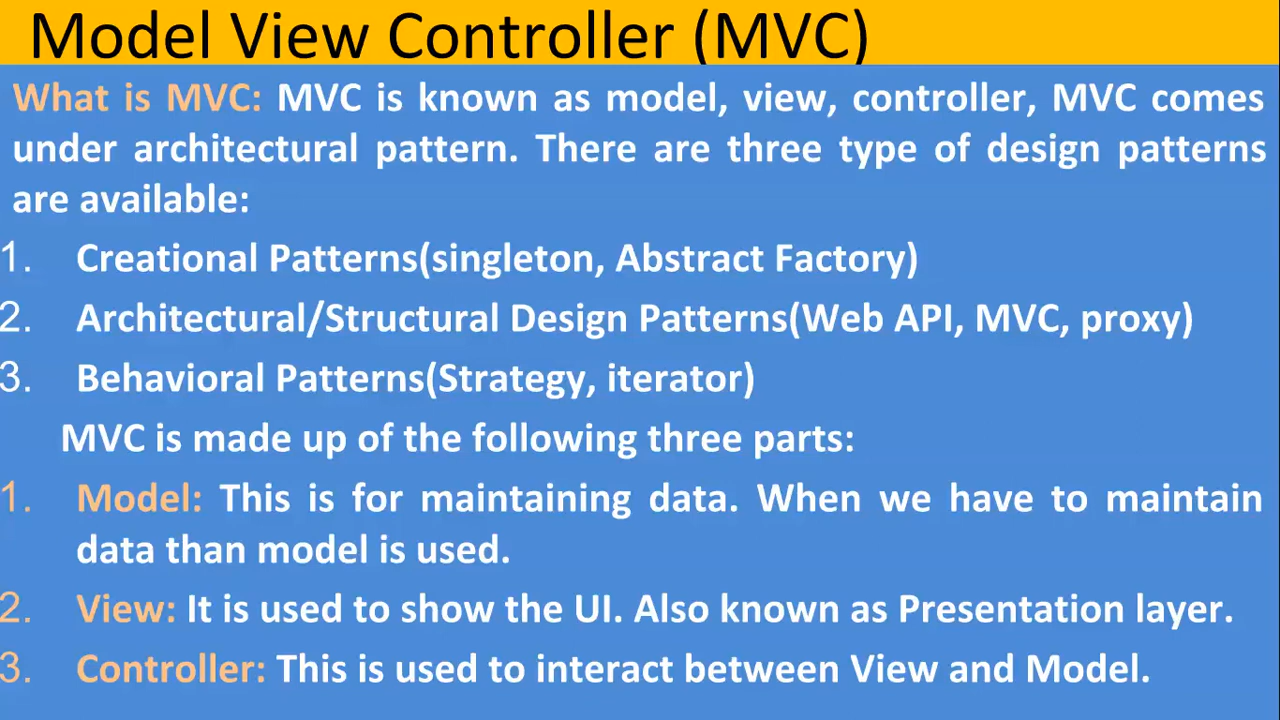 Model View Controller (MVC)
What is MVC: MVC is known as model, view, controller, MVC comes
under architectural pattern. There are three type of design patterns
are available:
1. Creational Patterns(singleton, Abstract Factory)
2. Architectural/Structural Design Patterns(Web API, MVC, proxy)
3. Behavioral Patterns(Strategy, iterator)
MVC is made up of the following three parts:
1. Model: This is for maintaining data. When we have to maintain
data than model is used.
2. View: It is used to show the UI. Also known as Presentation layer.
3. Controller: This is used to interact between View and Model.